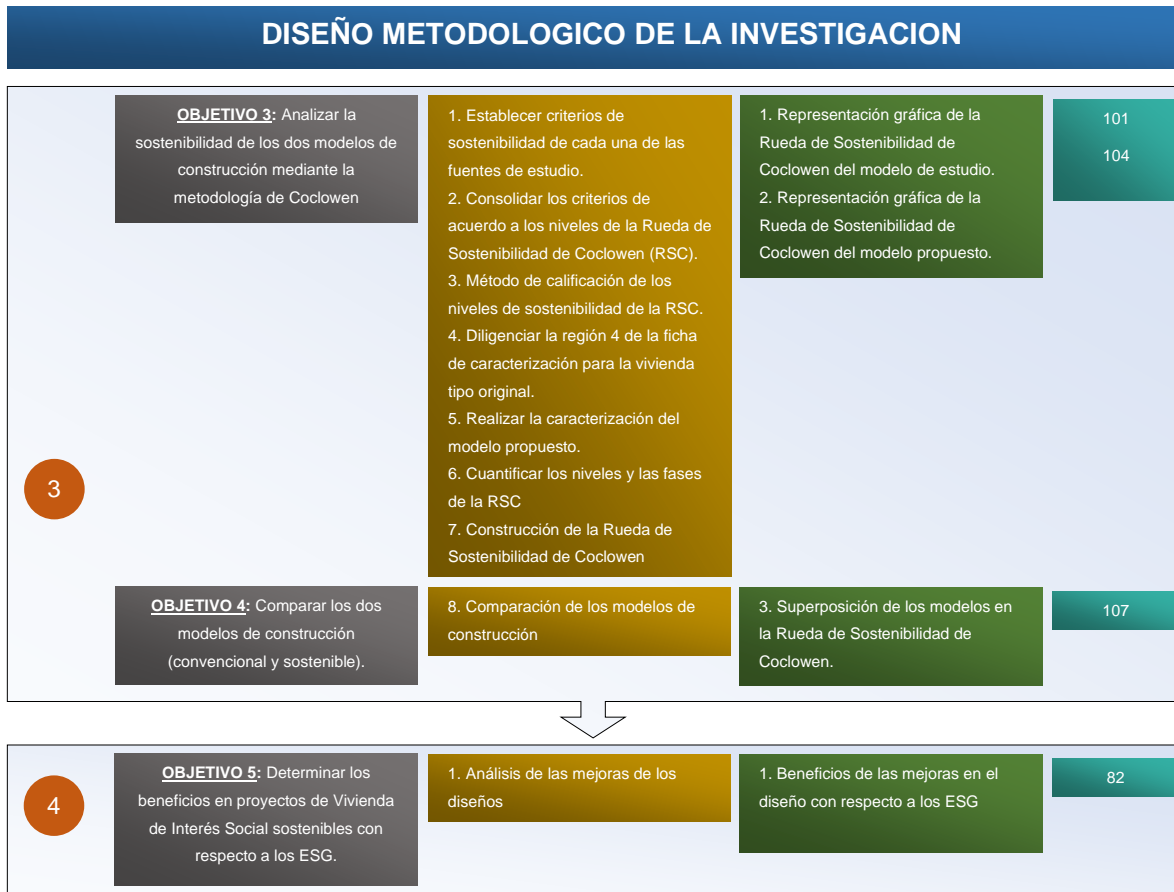 DISEÑO METODOLOGICO DE LA INVESTIGACION
OBJETIVO 3: Analizar la
sostenibilidad de los dos modelos de
construcción mediante la
metodología de Coclowen
1. Establecer criterios de
sostenibilidad de cada una de las
fuentes de estudio.
2. Consolidar los criterios de
acuerdo a los niveles de la Rueda de
Sostenibilidad de Coclowen (RSC).
3. Método de calificación de los
niveles de sostenibilidad de la RSC.
4. Diligenciar la región 4 de la ficha
de caracterización para la vivienda
tipo original.
5. Realizar la caracterización del
modelo propuesto.
6. Cuantificar los niveles y las fases
de la RSC
7. Construcción de la Rueda de
Sostenibilidad de Coclowen
1. Representación gráfica de la
Rueda de Sostenibilidad de
Coclowen del modelo de estudio.
2. Representación gráfica de la
Rueda de Sostenibilidad de
Coclowen del modelo propuesto.
101
104
3
OBJETIVO 4: Comparar los dos
modelos de construcción
(convencional y sostenible).
8. Comparación de los modelos de
construcción
3. Superposición de los modelos en
la Rueda de Sostenibilidad de
Coclowen.
107
4
OBJETIVO 5: Determinar los
beneficios en proyectos de Vivienda
de Interés Social sostenibles con
respecto a los ESG.
1. Análisis de las mejoras de los
diseños
1. Beneficios de las mejoras en el
diseño con respecto a los ESG
82